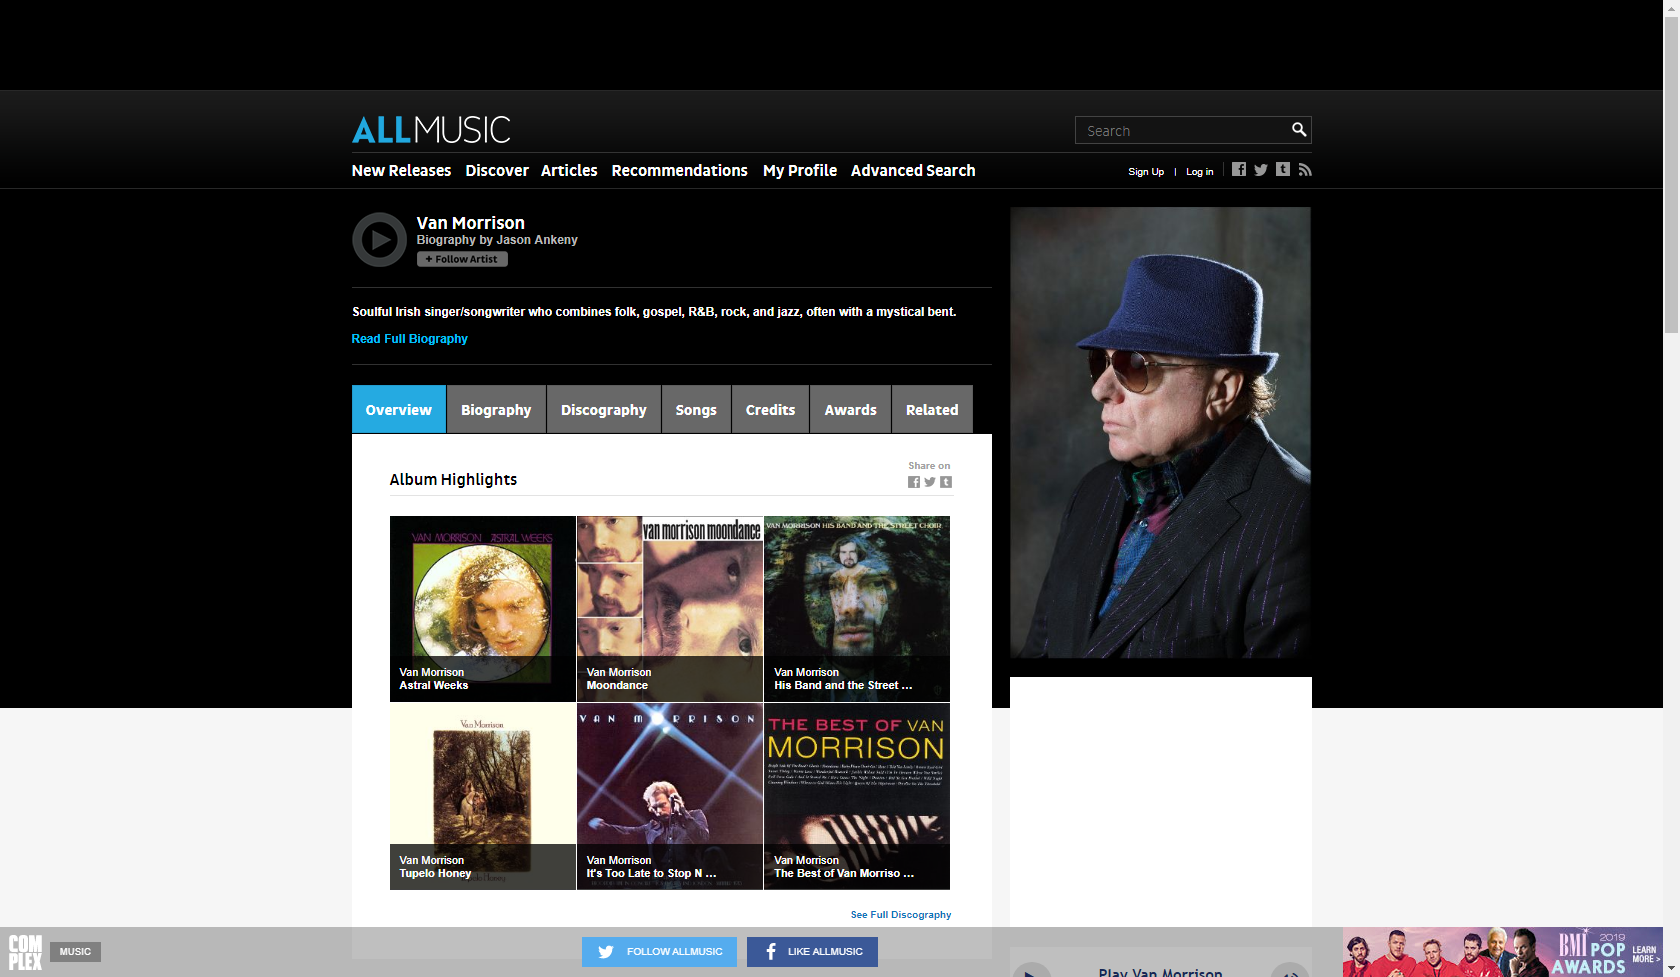 ALLMUSIC
Search
New Releases Discover Articles Recommendations My Profile Advanced Search
Sign Up | Log in
Van Morrison
Biography by Jason Ankeny
+ Follow Artist
Soulful Irish singer/songwriter who combines folk, gospel, R&B, rock, and jazz, often with a mystical bent.
Read Full Biography
Overview Biography Discography Songs Credits Awards Related
Share on
Album Highlights
VAN MORRISON ASTRAL WEEKS
Van Morrison
Astral Weeks
van morrison moondance
Van Morrison
Moondance
VAN MORRISON HIS BAND AND THE STREET CHOIR
Van Morrison
His Band and the Street ...
Van Morrison
Van Morrison
Tupelo Honey
VAN MORRISON
Van Morrison
It's Too Late to Stop N ...
THE BEST OF VAN
MORRISON
Van Morrison
The Best of Van Morriso ...
See Full Discography
COM
PLEX
MUSIC
FOLLOW ALLMUSIC
LIKE ALLMUSIC
Play Van Morrison
BMI 2019
POP
AWARDS
LEARN
MORE >